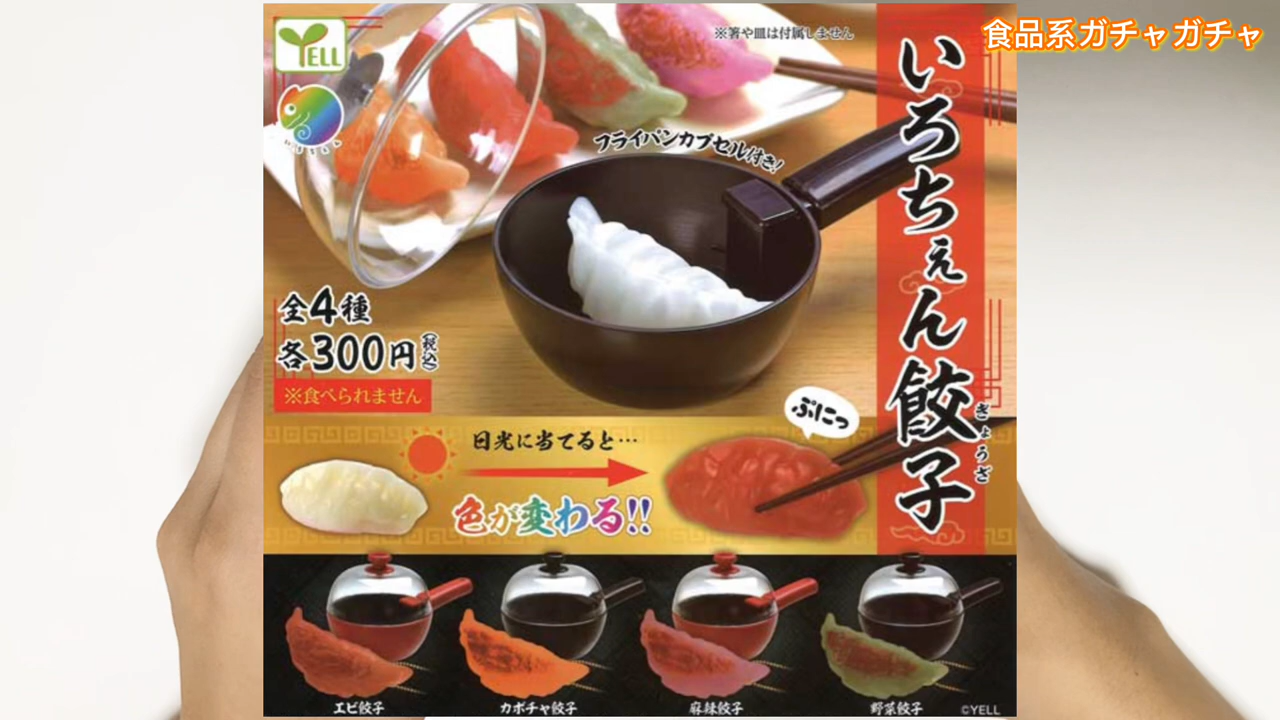 食品系ガチャガチャ
YELL
※箸や皿は付属しません
フライパンカプセル付き!
いろちぇん餃子
ぎょうざ
全4種
各300円(税込)
※食べられません
日光に当てると…
色が変わる!!
ぷにっ
エビ餃子
カボチャ餃子
麻辣餃子
野菜餃子
©YELL